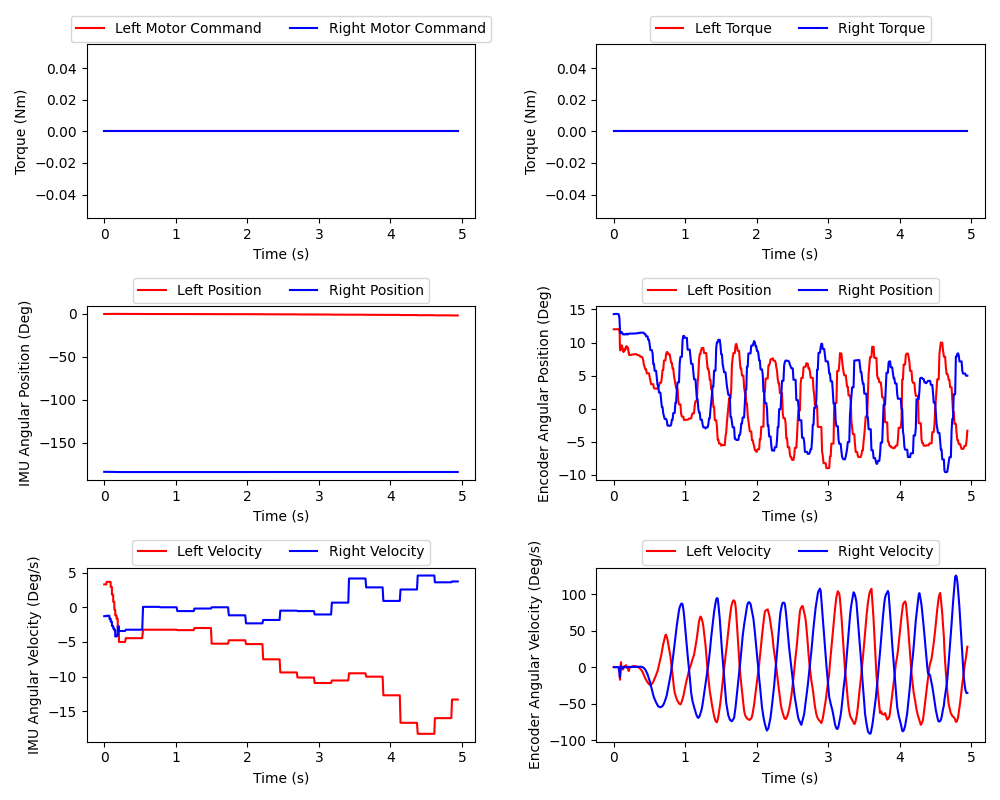 Left Motor Command Right Motor Command
Torque (Nm)
0.04
0.02
0.00
−0.02
−0.04
0 1 2 3 4 5
Time (s)
Left Torque Right Torque
Torque (Nm)
0.04
0.02
0.00
−0.02
−0.04
0 1 2 3 4 5
Time (s)
Left Position Right Position
IMU Angular Position (Deg)
0
−50
−100
−150
0 1 2 3 4 5
Time (s)
Left Position Right Position
Encoder Angular Position (Deg)
15
10
5
0
−5
−10
0 1 2 3 4 5
Time (s)
Left Velocity Right Velocity
IMU Angular Velocity (Deg/s)
5
0
−5
−10
−15
0 1 2 3 4 5
Time (s)
Left Velocity Right Velocity
Encoder Angular Velocity (Deg/s)
100
50
0
−50
−100
0 1 2 3 4 5
Time (s)